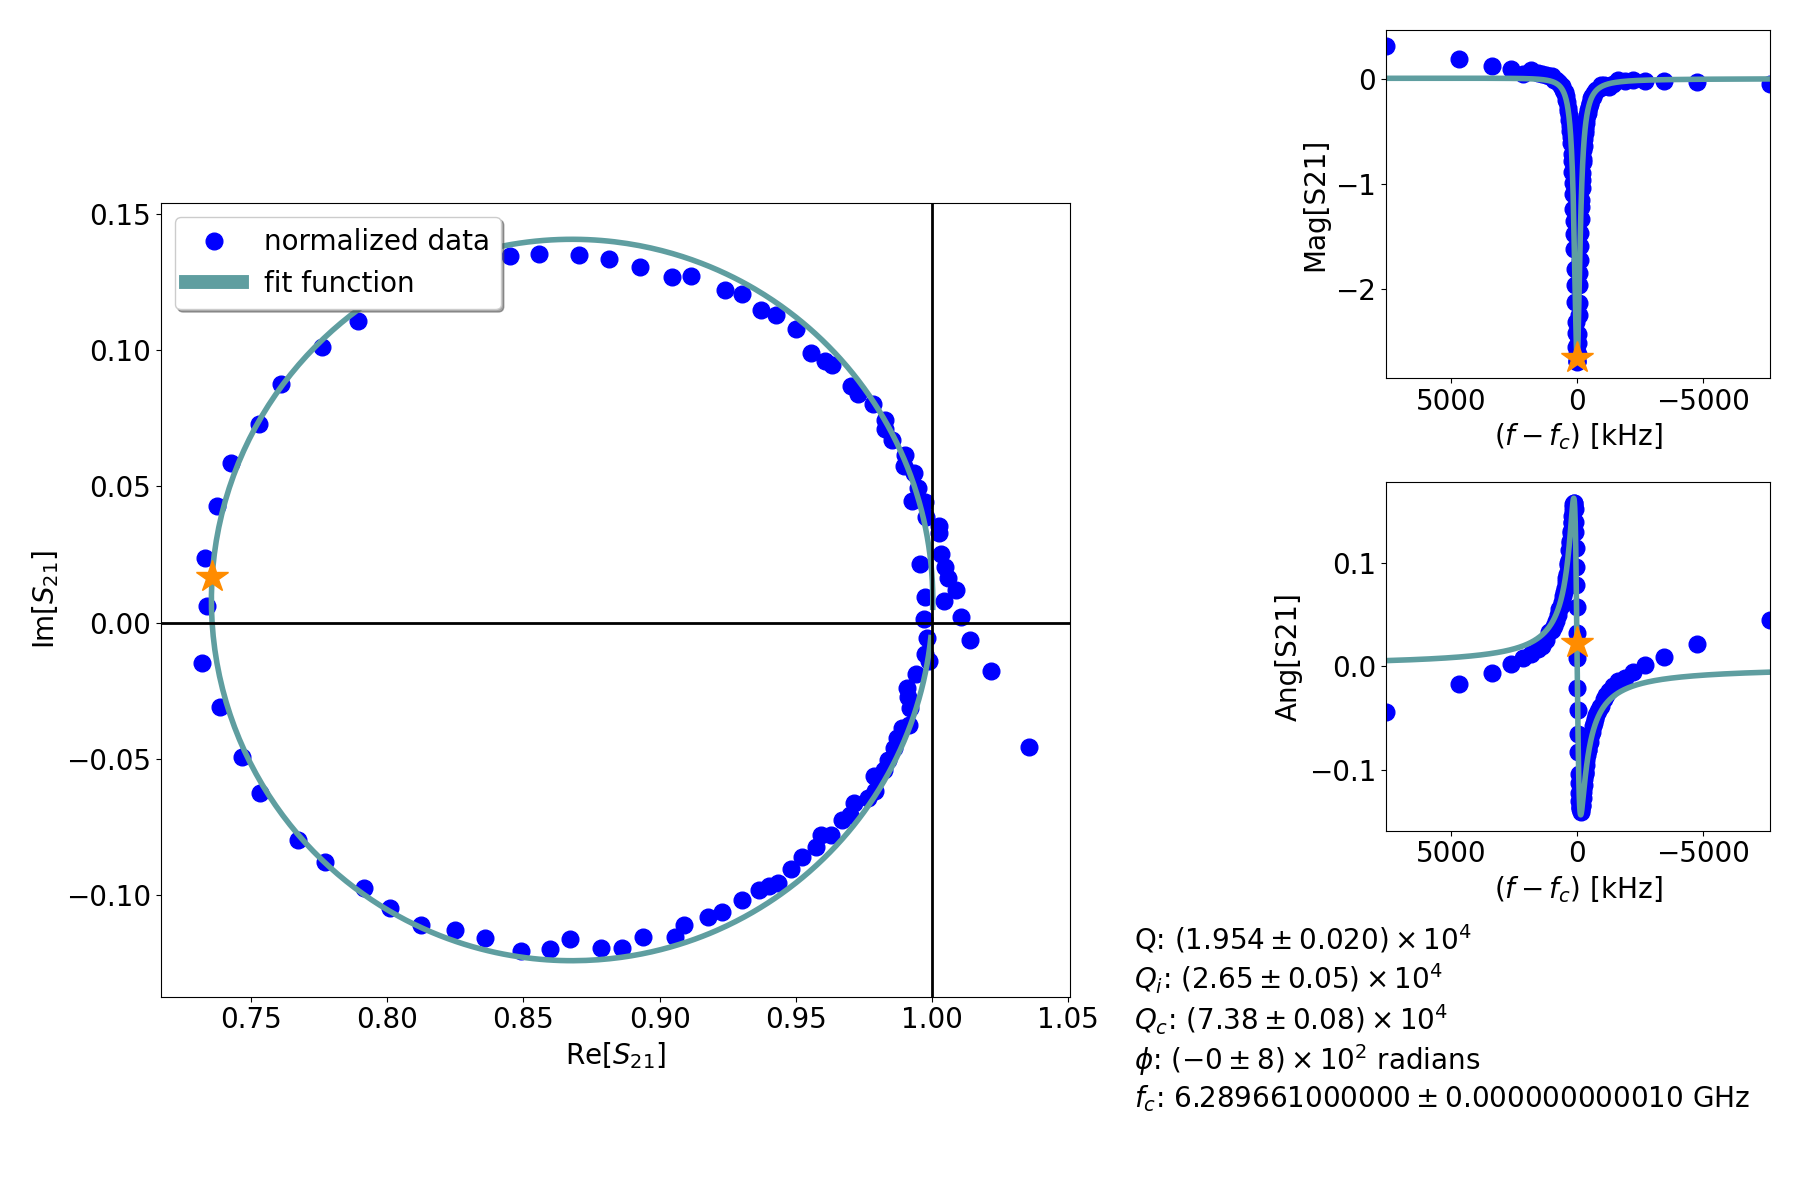 normalized data
fit function
0.15
0.10
0.05
0.00
−0.05
−0.10
Im[S21]
0.75
0.80
0.85
0.90
0.95
1.00
1.05
Re[S21]
0
−1
−2
Mag[S21]
5000
0
−5000
(f − fc) [kHz]
0.1
0.0
−0.1
Ang[S21]
5000
0
−5000
(f − fc) [kHz]
Q: (1.954 ± 0.020) × 10^4
Qi: (2.65 ± 0.05) × 10^4
Qc: (7.38 ± 0.08) × 10^4
ϕ: (−0 ± 8) × 10^2 radians
fc: 6.289661000000 ± 0.000000000010 GHz